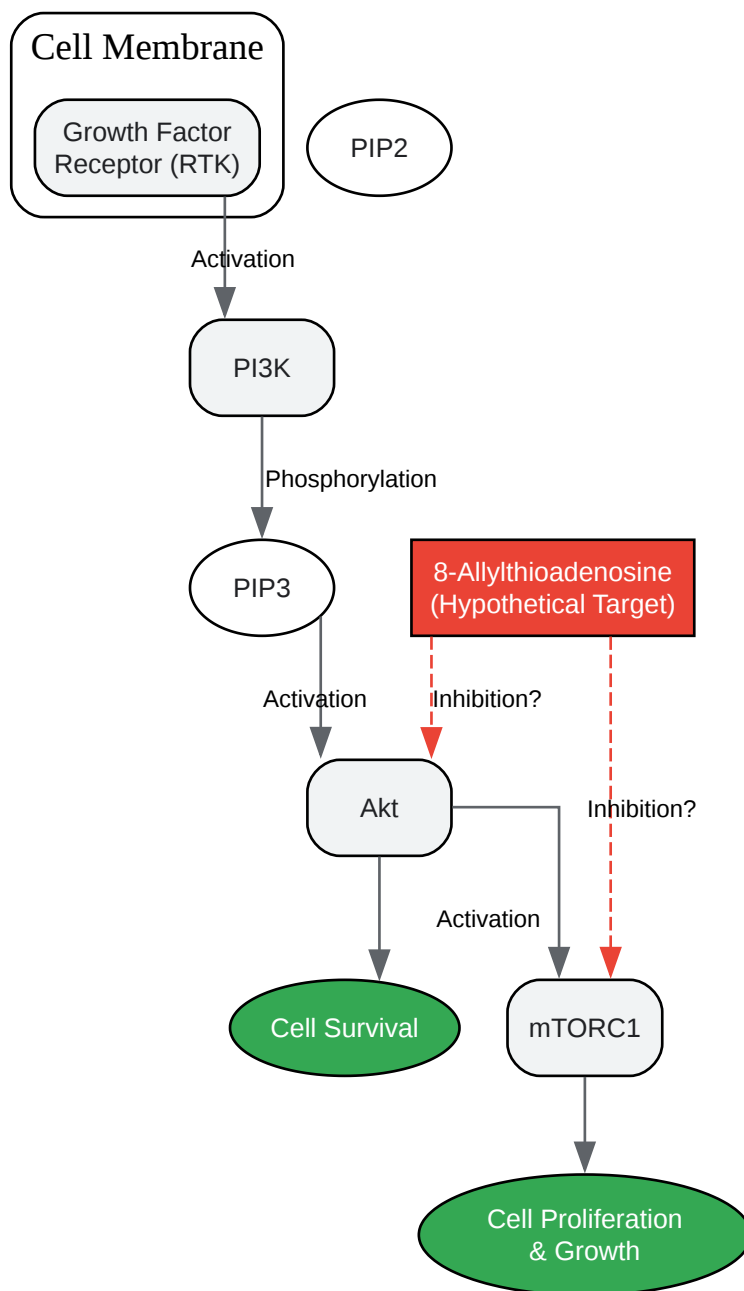 Cell Membrane
Growth Factor
Receptor (RTK)
PIP2
Activation
PI3K
Phosphorylation
PIP3
8-Allylthioadenosine
(Hypothetical Target)
Activation
Inhibition?
Akt
Inhibition?
Activation
Cell Survival
mTORC1
Cell Proliferation
& Growth